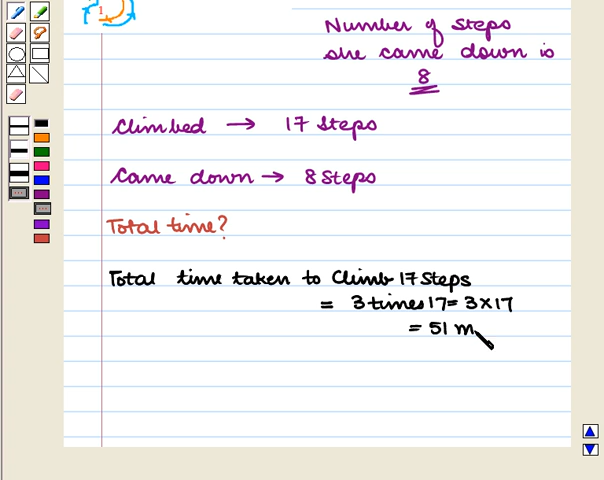 1
Number of steps
she came down is
8
Climbed → 17 Steps
Came down → 8 Steps
Total time?
Total time taken to Climb 17 Steps
= 3 times 17 = 3 × 17
= 51 m